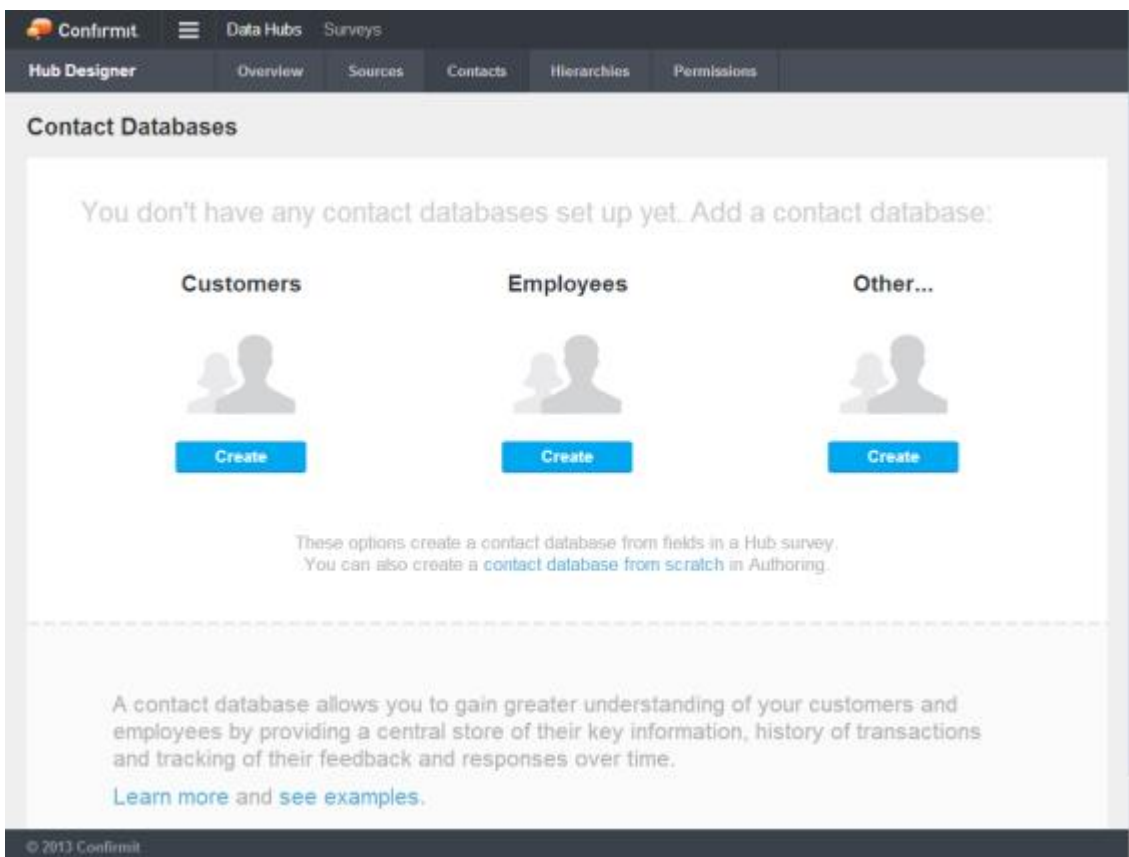 Confirmit Data Hubs Surveys
Hub Designer Overview Sources Contacts Hierarchies Permissions
Contact Databases
You don't have any contact databases set up yet. Add a contact database:
Customers Employees Other...
Create Create Create
These options create a contact database from fields in a Hub survey.
You can also create a contact database from scratch in Authoring.
A contact database allows you to gain greater understanding of your customers and
employees by providing a central store of their key information, history of transactions
and tracking of their feedback and responses over time.
Learn more and see examples.
© 2013 Confirmit